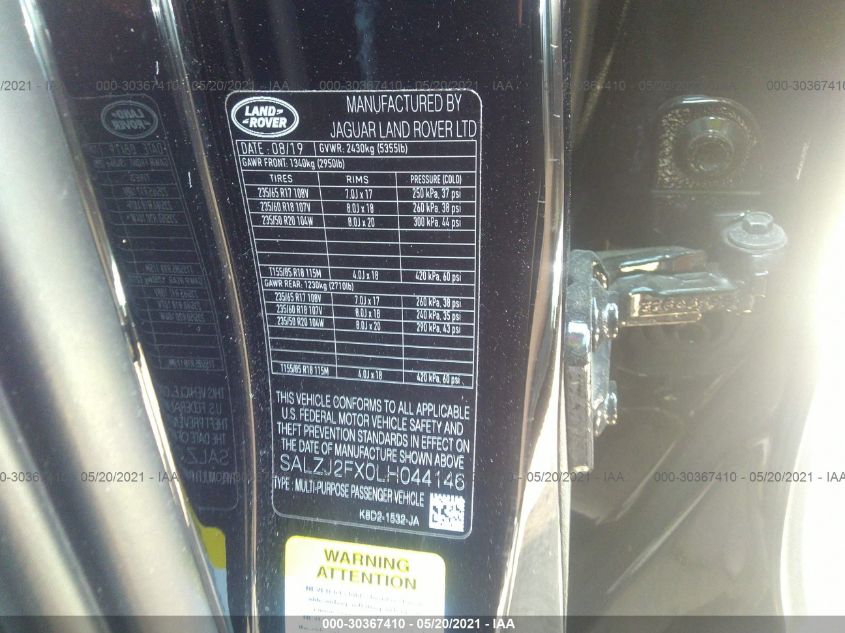 000-30367410 - 05/20/2021 - IAA
LAND ROVER
MANUFACTURED BY
JAGUAR LAND ROVER LTD
DATE 08/19 GVWR. 2430kg (5355lb)
GAWR FRONT. 1340kg (2950lb)
TIRES RIMS PRESSURE (COLD)
235/65 R17 108V 7.0J x 17 250 kPa, 37 psi
235/60 R18 107V 8.0J x 18 260 kPa, 38 psi
235/50 R20 104W 8.0J x 20 300 kPa, 44 psi
T155/85 R18 115M 4.0J x 18 420 kPa, 60 psi
GAWR REAR. 1230kg (2710lb)
235/65 R17 108V 7.0J x 17 260 kPa, 38 psi
235/60 R18 107V 8.0J x 18 240 kPa, 35 psi
235/50 R20 104W 8.0J x 20 290 kPa, 43 psi
T155/85 R18 115M 4.0J x 18 420 kPa, 60 psi
THIS VEHICLE CONFORMS TO ALL APPLICABLE
U.S. FEDERAL MOTOR VEHICLE SAFETY AND
THEFT PREVENTION STANDARDS IN EFFECT ON
THE DATE OF MANUFACTURE SHOWN ABOVE
SALZJ2FX0LH044146
TYPE : MULTI-PURPOSE PASSENGER VEHICLE
K8D2-1532-JA
WARNING
ATTENTION
000-30367410 - 05/20/2021 - IAA